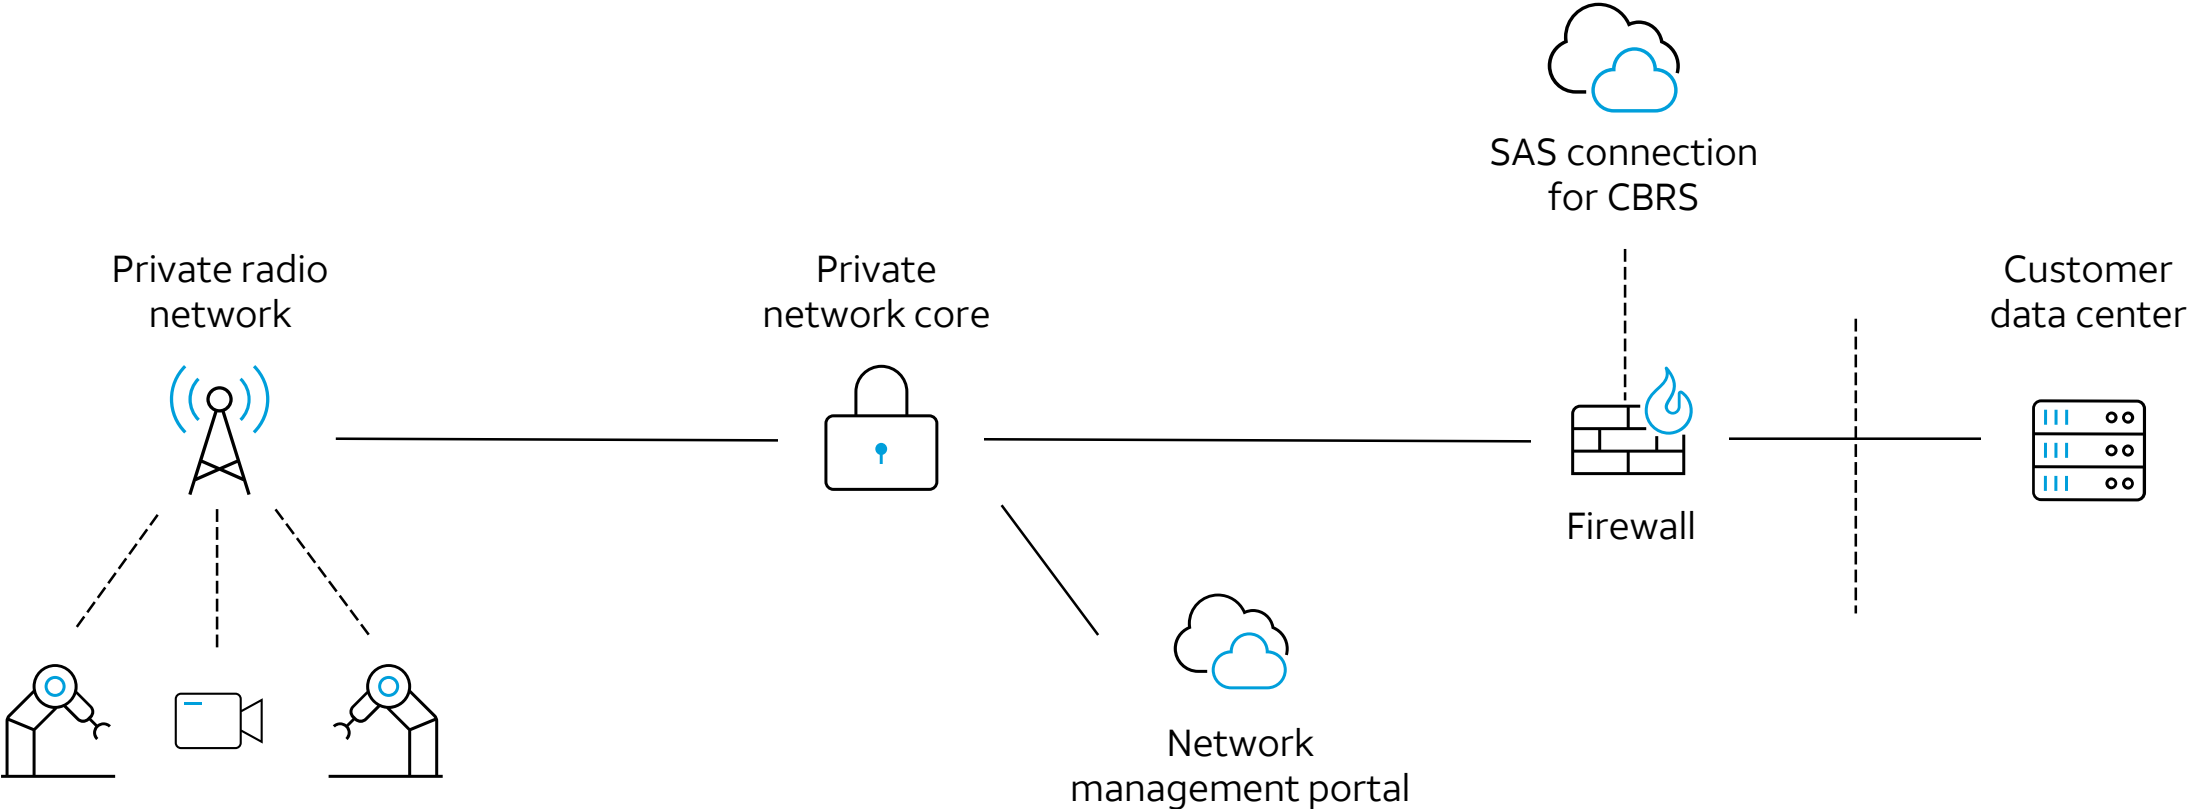 SAS connection
for CBRS
Private radio
network
Private
network core
Customer
data center
Firewall
Network
management portal